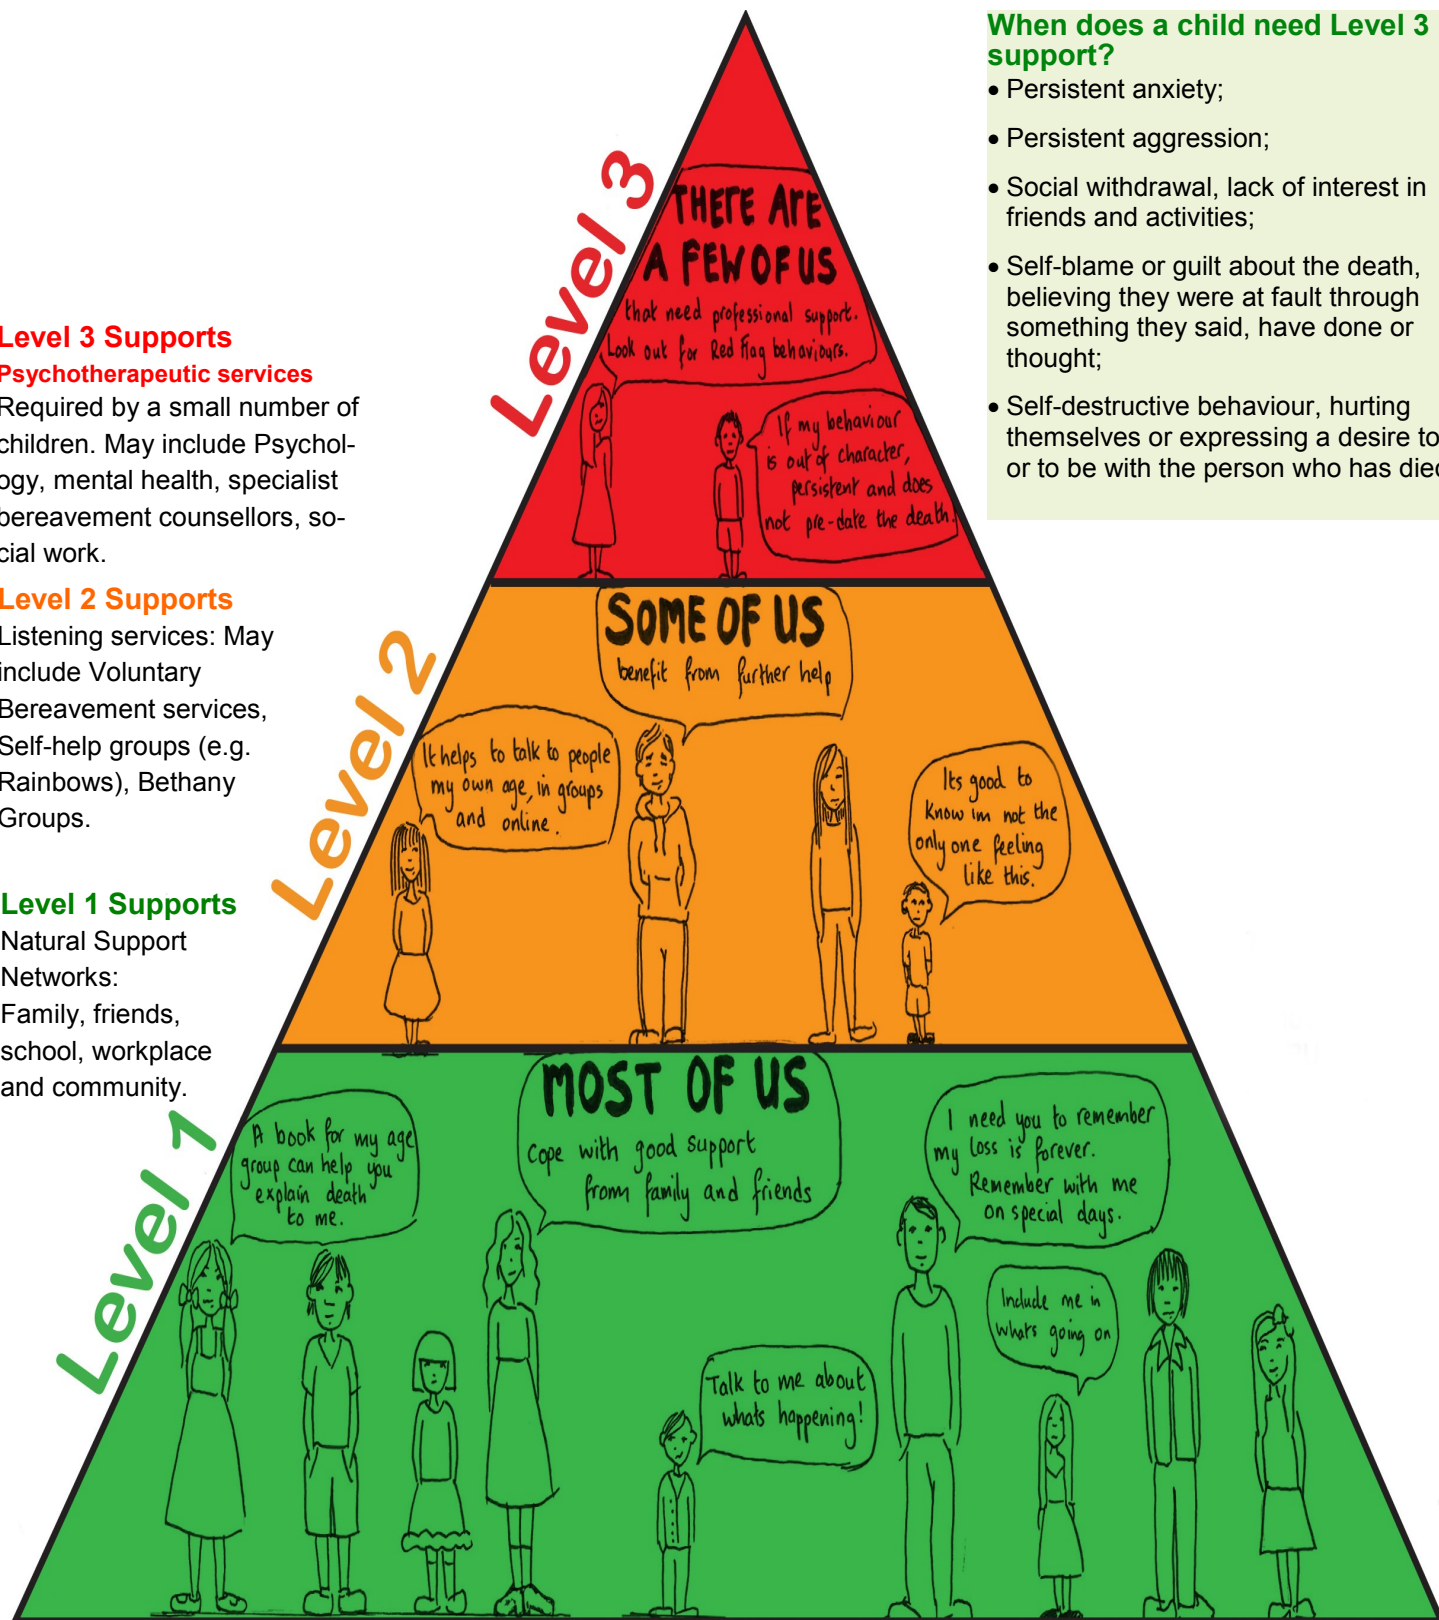 When does a child need Level 3
support?
• Persistent anxiety;
• Persistent aggression;
• Social withdrawal, lack of interest in
friends and activities;
• Self-blame or guilt about the death,
believing they were at fault through
something they said, have done or
thought;
• Self-destructive behaviour, hurting
themselves or expressing a desire to
or to be with the person who has died
Level 3
THERE ARE
A FEW OF US
that need professional support.
Look out for Red Flag behaviours.
If my behaviour
is out of character,
persistent and does
not pre-date the death.
Level 3 Supports
Psychotherapeutic services
Required by a small number of
children. May include Psychol-
ogy, mental health, specialist
bereavement counsellors, so-
cial work.
Level 2 Supports
Listening services: May
include Voluntary
Bereavement services,
Self-help groups (e.g.
Rainbows), Bethany
Groups.
Level 2
SOME OF US
benefit from further help
It helps to talk to people
my own age, in groups
and online.
Its good to
know im not the
only one feeling
like this.
Level 1 Supports
Natural Support
Networks:
Family, friends,
school, workplace
and community.
Level 1
MOST OF US
cope with good support
from family and friends
A book for my age
group can help you
explain death
to me.
I need you to remember
my loss is forever.
Remember with me
on special days.
Include me in
whats going on
Talk to me about
whats happening!